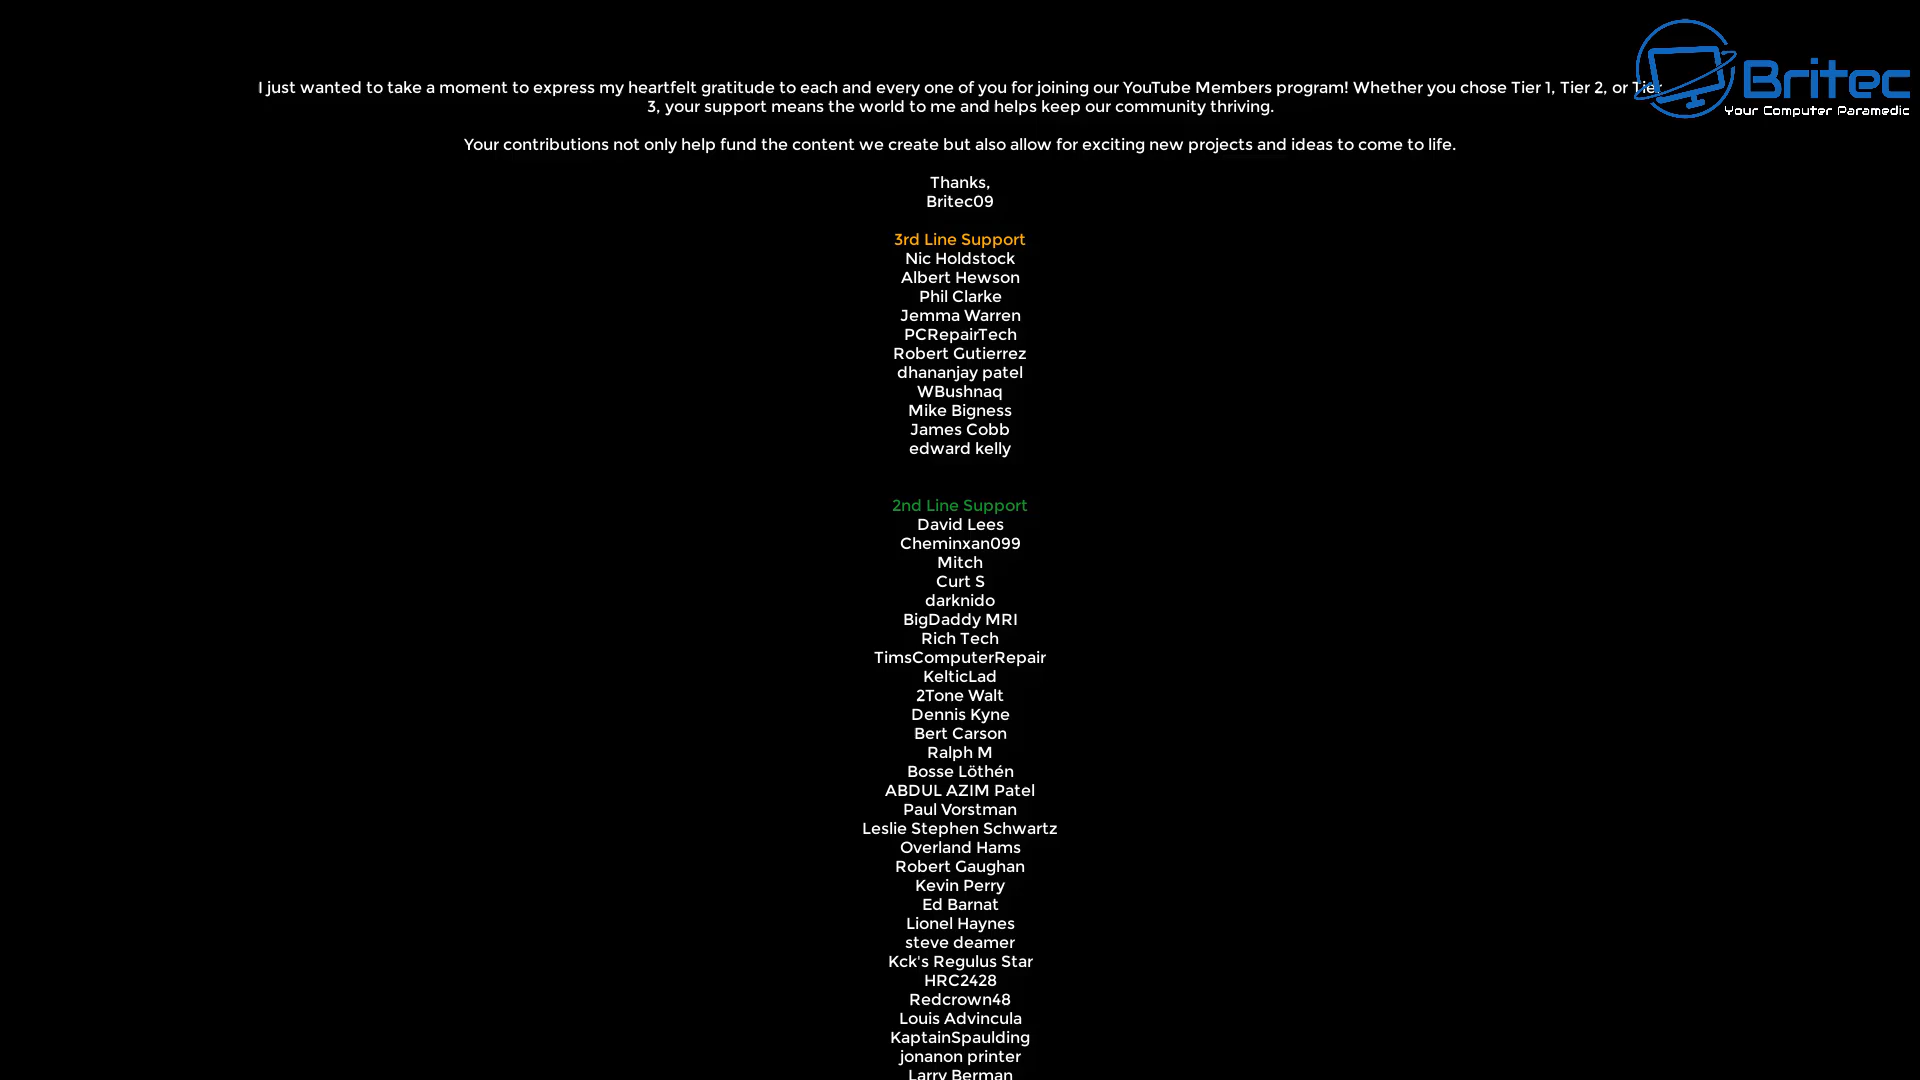 I just wanted to take a moment to express my heartfelt gratitude to each and every one of you for joining our YouTube Members program! Whether you chose Tier 1, Tier 2, or Tier
3, your support means the world to me and helps keep our community thriving.
Your contributions not only help fund the content we create but also allow for exciting new projects and ideas to come to life.
Thanks,
Britec09
3rd Line Support
Nic Holdstock
Albert Hewson
Phil Clarke
Jemma Warren
PCRepairTech
Robert Gutierrez
dhananjay patel
WBushnaq
Mike Bigness
James Cobb
edward kelly
2nd Line Support
David Lees
Cheminxan099
Mitch
Curt S
darknido
BigDaddy MRI
Rich Tech
TimsComputerRepair
KelticLad
2Tone Walt
Dennis Kyne
Bert Carson
Ralph M
Bosse Löthén
ABDUL AZIM Patel
Paul Vorstman
Leslie Stephen Schwartz
Overland Hams
Robert Gaughan
Kevin Perry
Ed Barnat
Lionel Haynes
steve deamer
Kck's Regulus Star
HRC2428
Redcrown48
Louis Advincula
KaptainSpaulding
jonanon printer
Larry Berman
Britec
Your Computer Paramedic